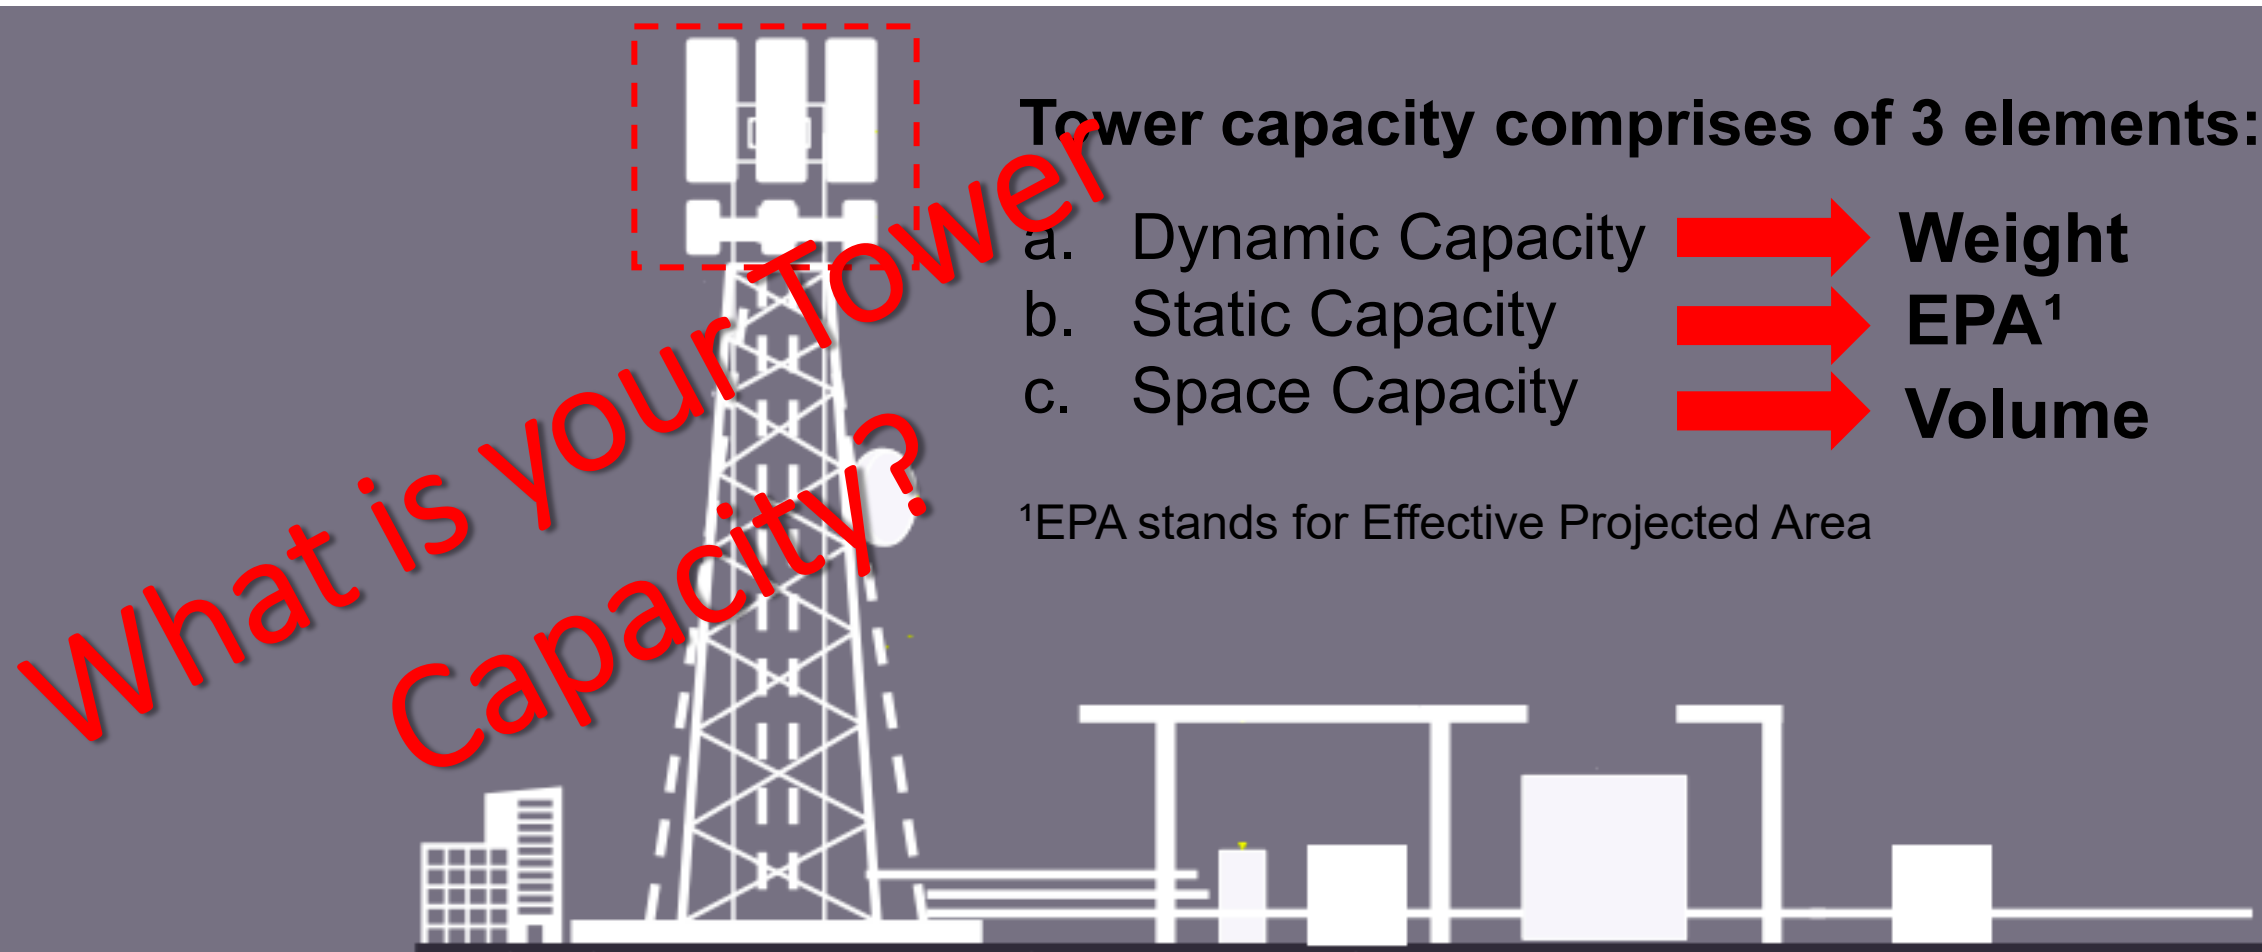 What is your Tower
Capacity?
Tower capacity comprises of 3 elements:
a. Dynamic Capacity Weight
b. Static Capacity EPA¹
c. Space Capacity Volume
¹EPA stands for Effective Projected Area